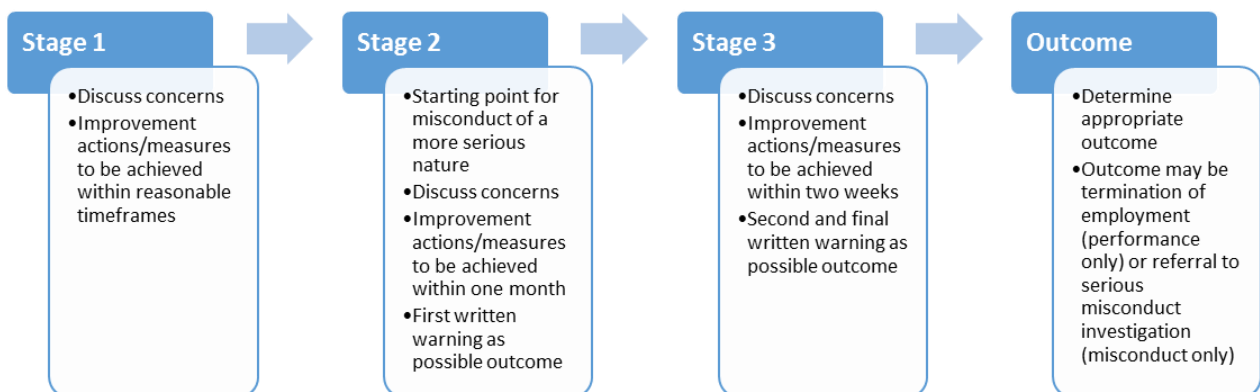 Stage 1
•Discuss concerns
•Improvement
actions/measures
to be achieved
within reasonable
timeframes
Stage 2
•Starting point for
misconduct of a
more serious
nature
•Discuss concerns
•Improvement
actions/measures
to be achieved
within one month
•First written
warning as
possible outcome
Stage 3
•Discuss concerns
•Improvement
actions/measures
to be achieved
within two weeks
•Second and final
written warning as
possible outcome
Outcome
•Determine
appropriate
outcome
•Outcome may be
termination of
employment
(performance
only) or referral to
serious
misconduct
investigation
(misconduct only)